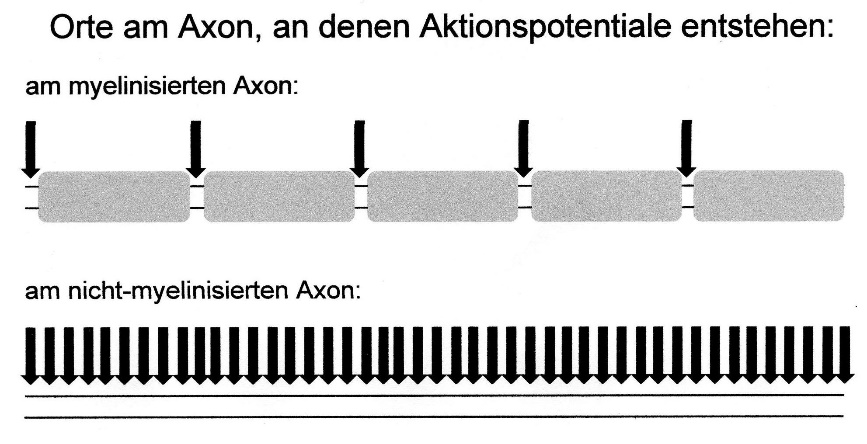 Orte am Axon, an denen Aktionspotentiale entstehen:
am myelinisierten Axon:
am nicht-myelinisierten Axon: